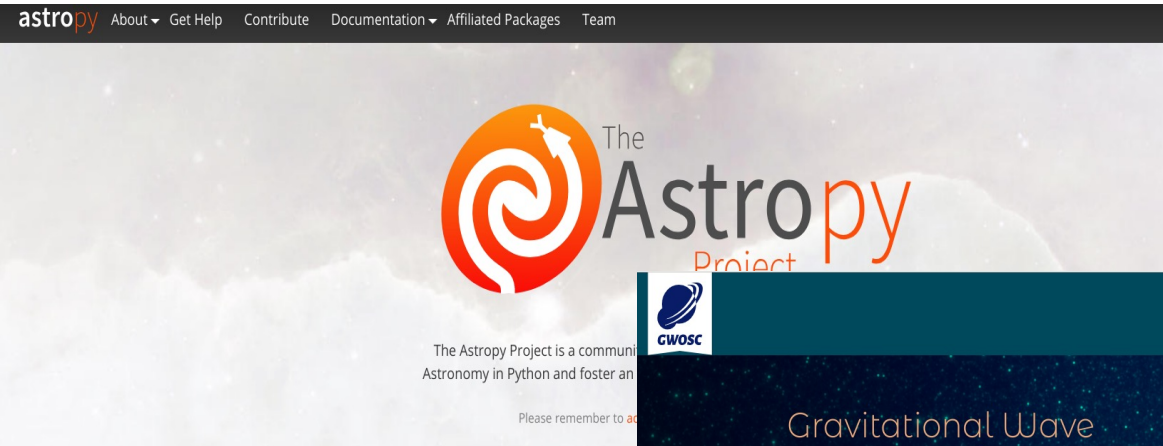 astropy About Get Help Contribute Documentation Affiliated Packages Team
The
Astropy
Project
GWOSC
The Astropy Project is a
Astronomy in Python and foster an
Please remember to
Gravitational Wave